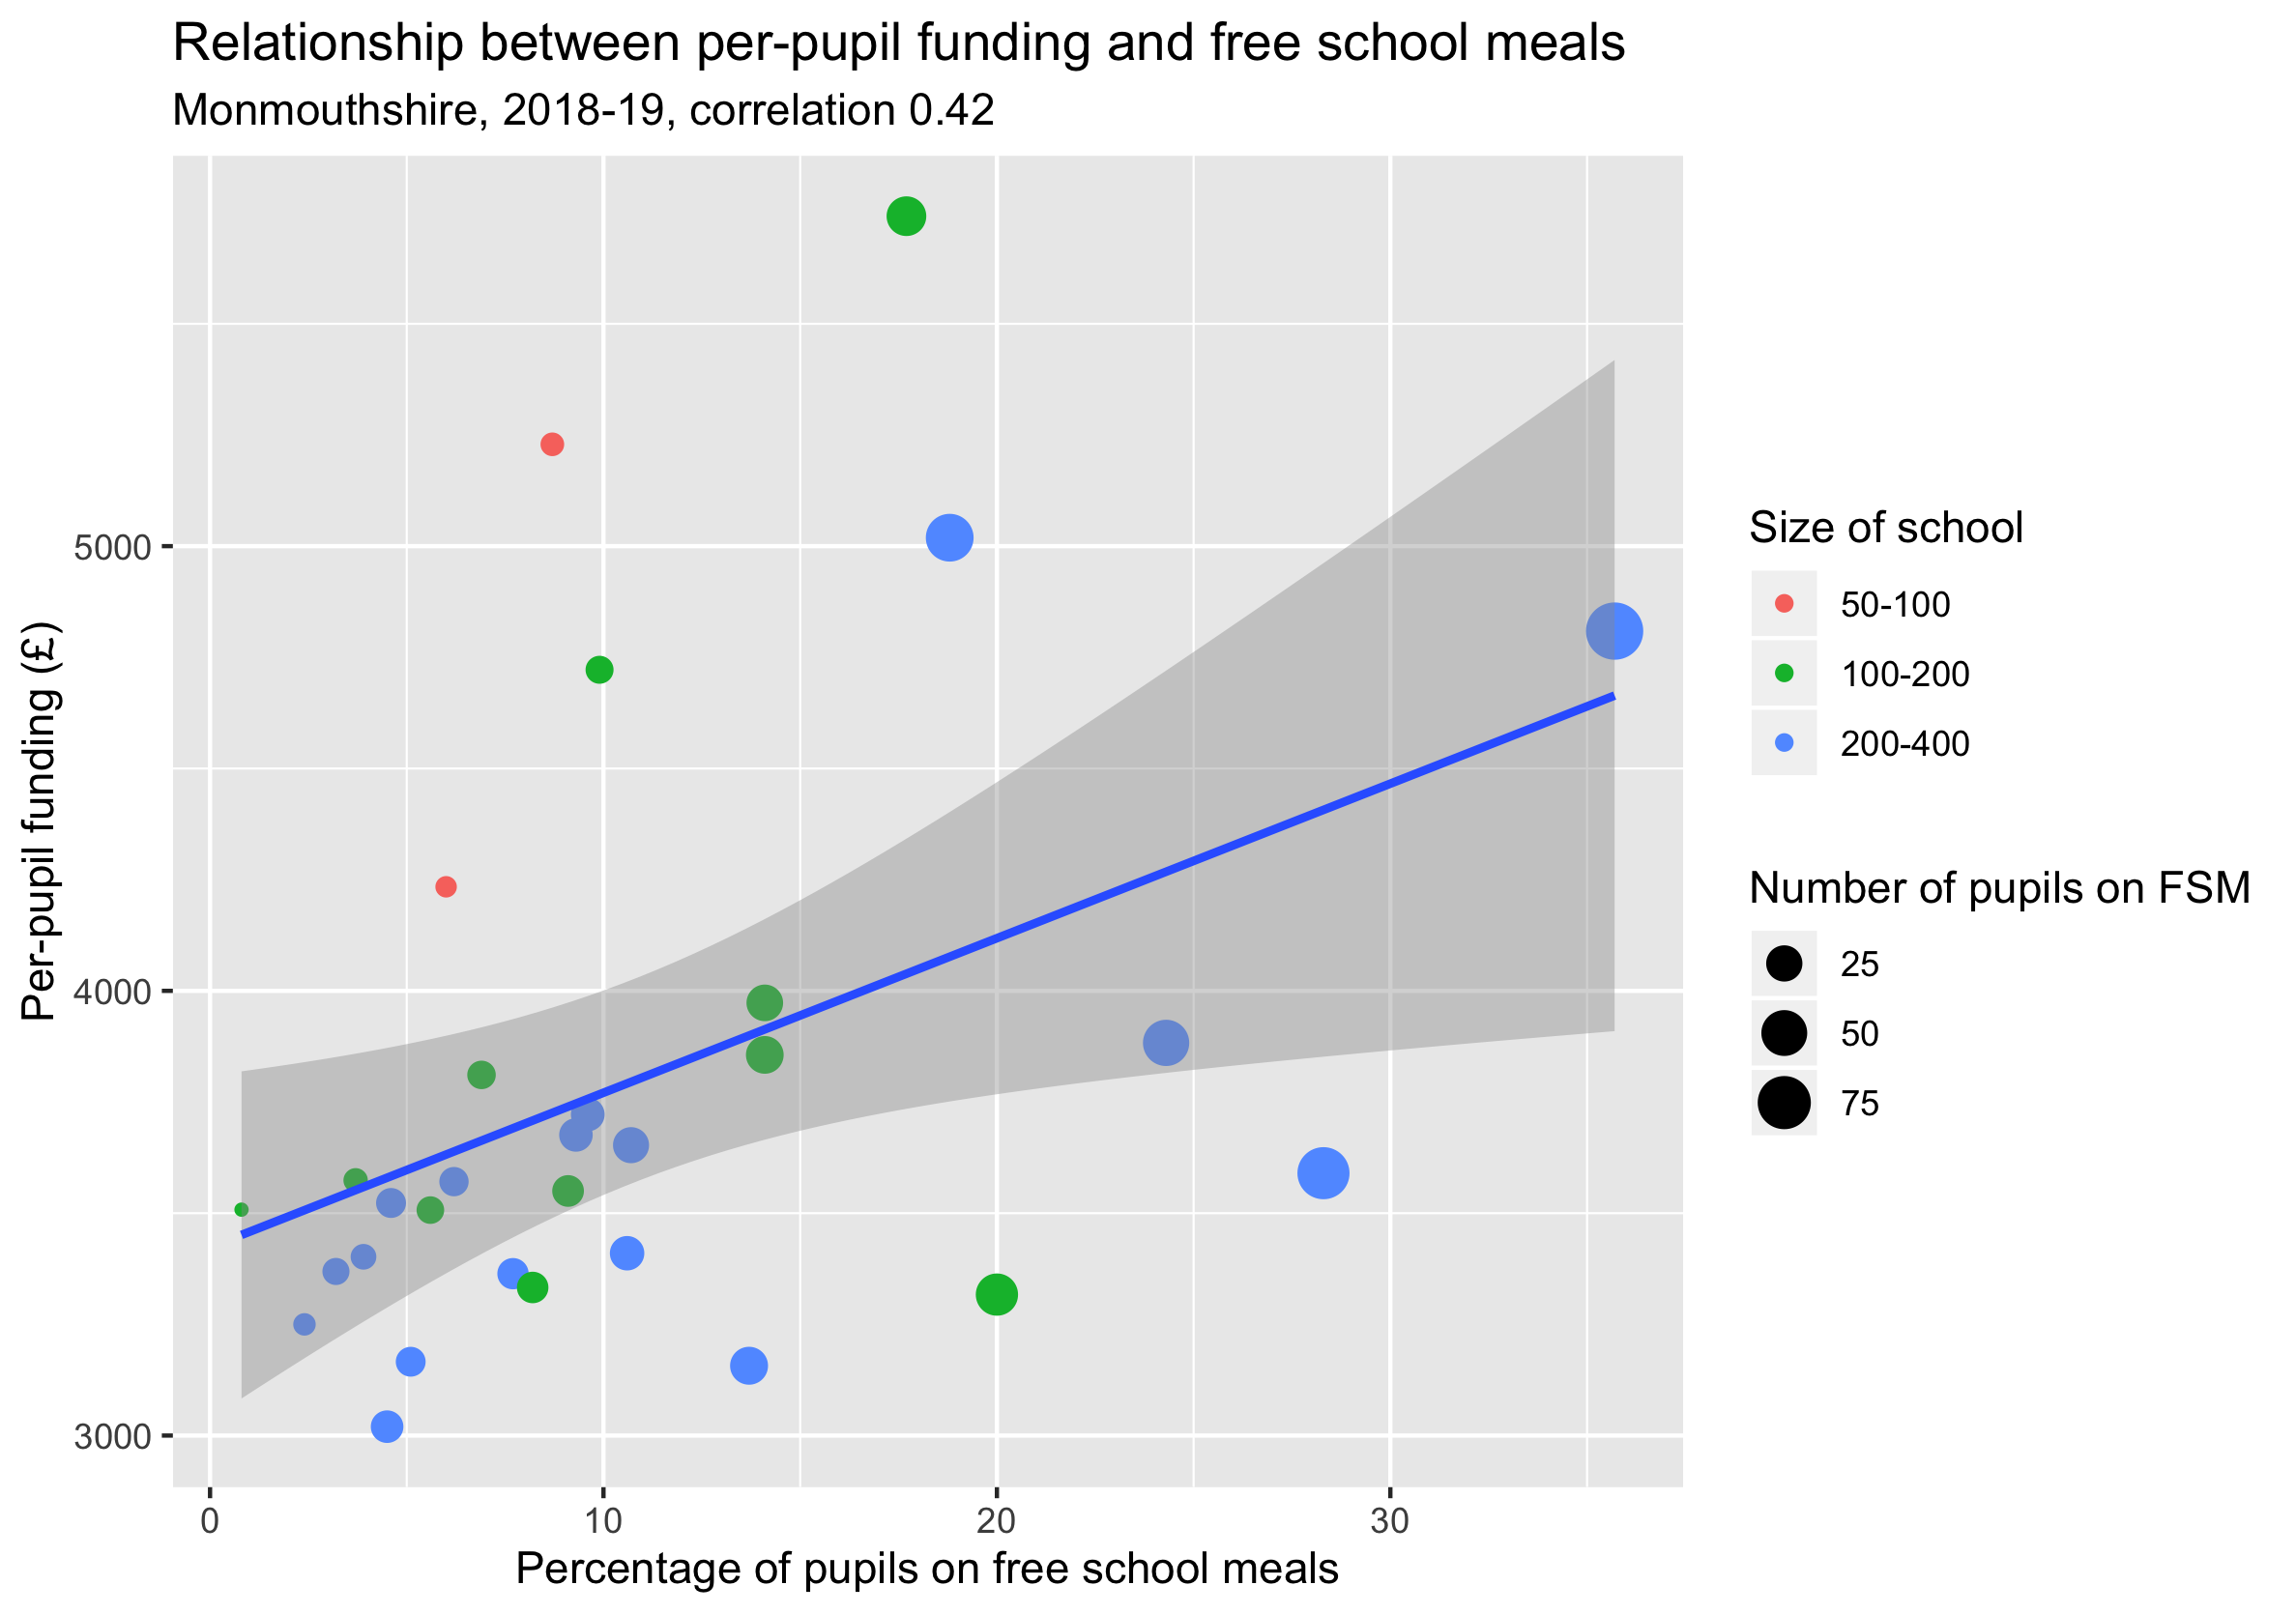 Relationship between per-pupil funding and free school meals
Monmouthshire, 2018-19, correlation 0.42
Per-pupil funding (£)
5000
4000
3000
0
10
20
30
Percentage of pupils on free school meals
Size of school
50-100
100-200
200-400
Number of pupils on FSM
25
50
75